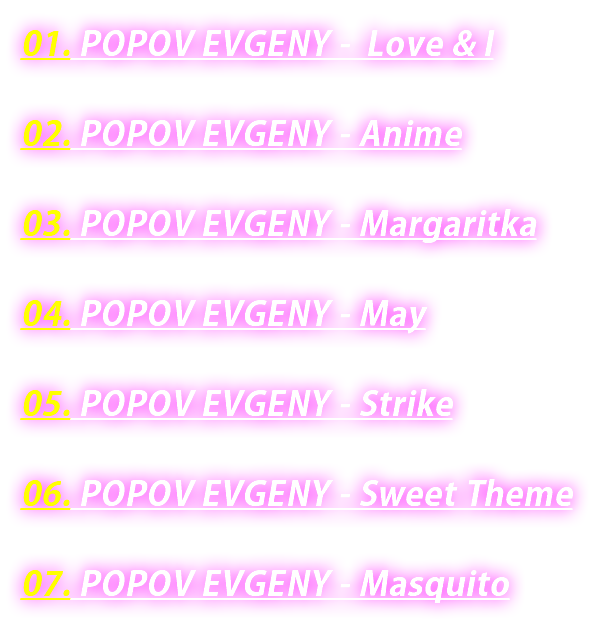 01. POPOV EVGENY - Love & I
02. POPOV EVGENY - Anime
03. POPOV EVGENY - Margaritka
04. POPOV EVGENY - May
05. POPOV EVGENY - Strike
06. POPOV EVGENY - Sweet Theme
07. POPOV EVGENY - Masquito